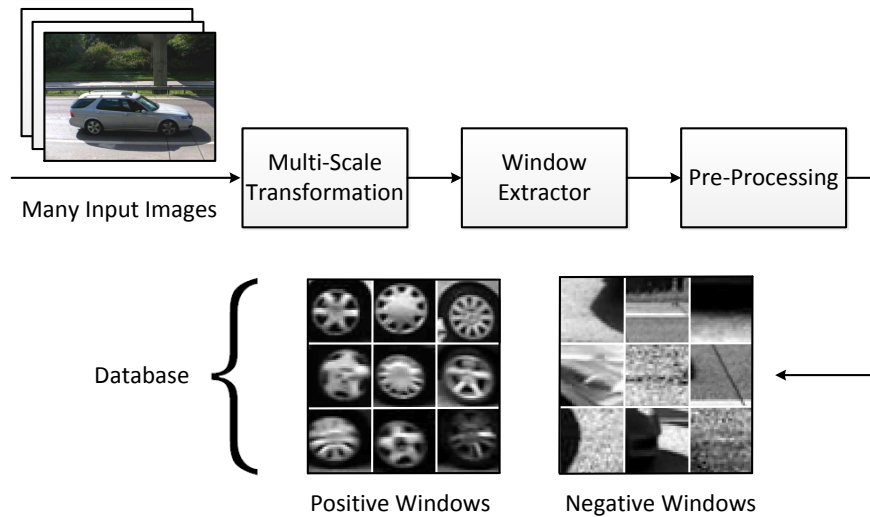 Many Input Images
Multi-Scale
Transformation
Window
Extractor
Pre-Processing
Database
Positive Windows
Negative Windows